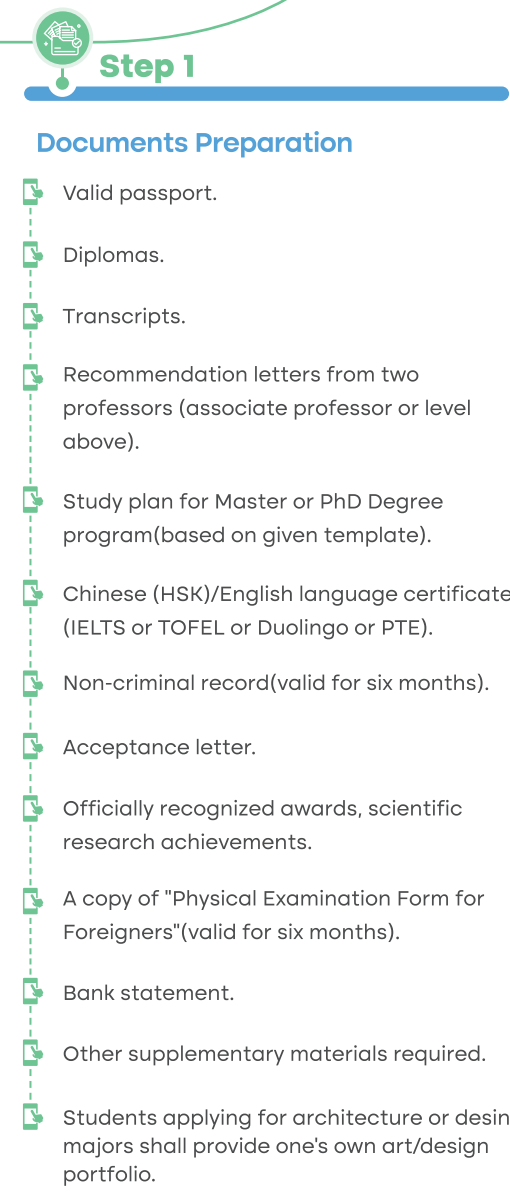 Step 1
Documents Preparation
Valid passport.
Diplomas.
Transcripts.
Recommendation letters from two
professors (associate professor or level
above).
Study plan for Master or PhD Degree
program(based on given template).
Chinese (HSK)/English language certificate
(IELTS or TOFEL or Duolingo or PTE).
Non-criminal record(valid for six months).
Acceptance letter.
Officially recognized awards, scientific
research achievements.
A copy of "Physical Examination Form for
Foreigners"(valid for six months).
Bank statement.
Other supplementary materials required.
Students applying for architecture or desin
majors shall provide one's own art/design
portfolio.